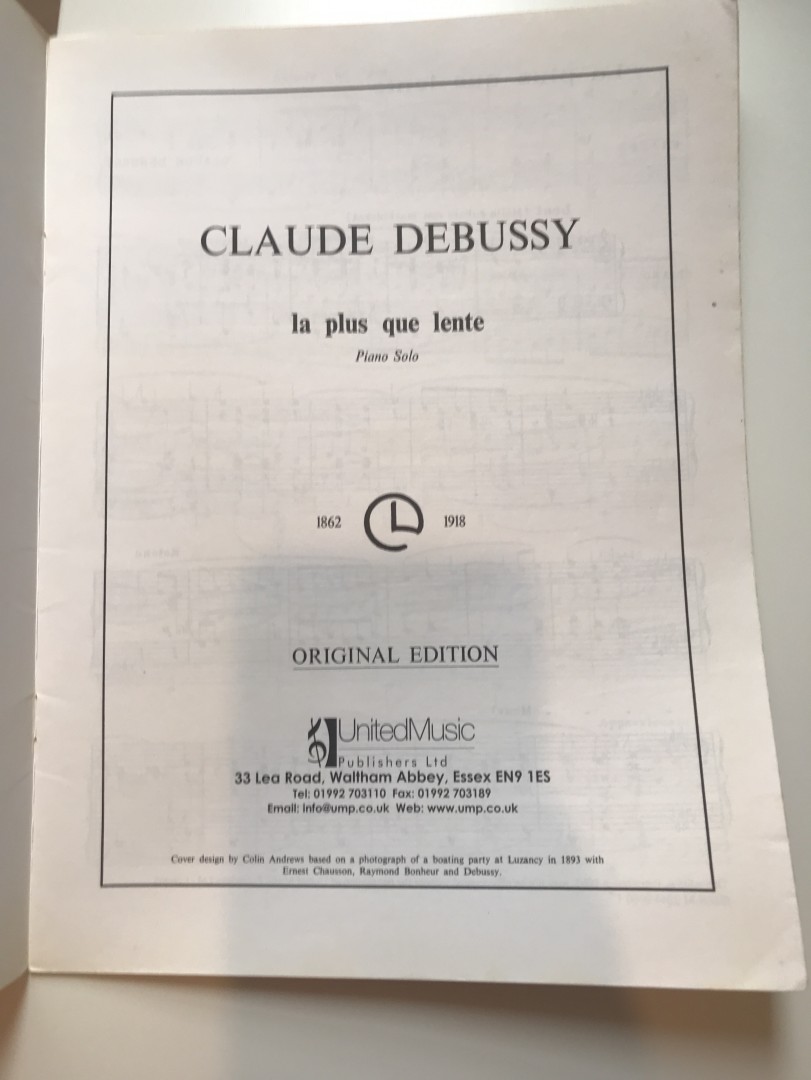 CLAUDE DEBUSSY
la plus que lente
Piano Solo
1862 1918
ORIGINAL EDITION
UnitedMusic
Publishers Ltd
33 Lea Road, Waltham Abbey, Essex EN9 1ES
Tel: 01992 703110 Fax: 01992 703189
Email: info@ump.co.uk Web: www.ump.co.uk
Cover design by Colin Andrews based on a photograph of a boating party at Luzancy in 1893 with
Ernest Chausson, Raymond Bonheur and Debussy.